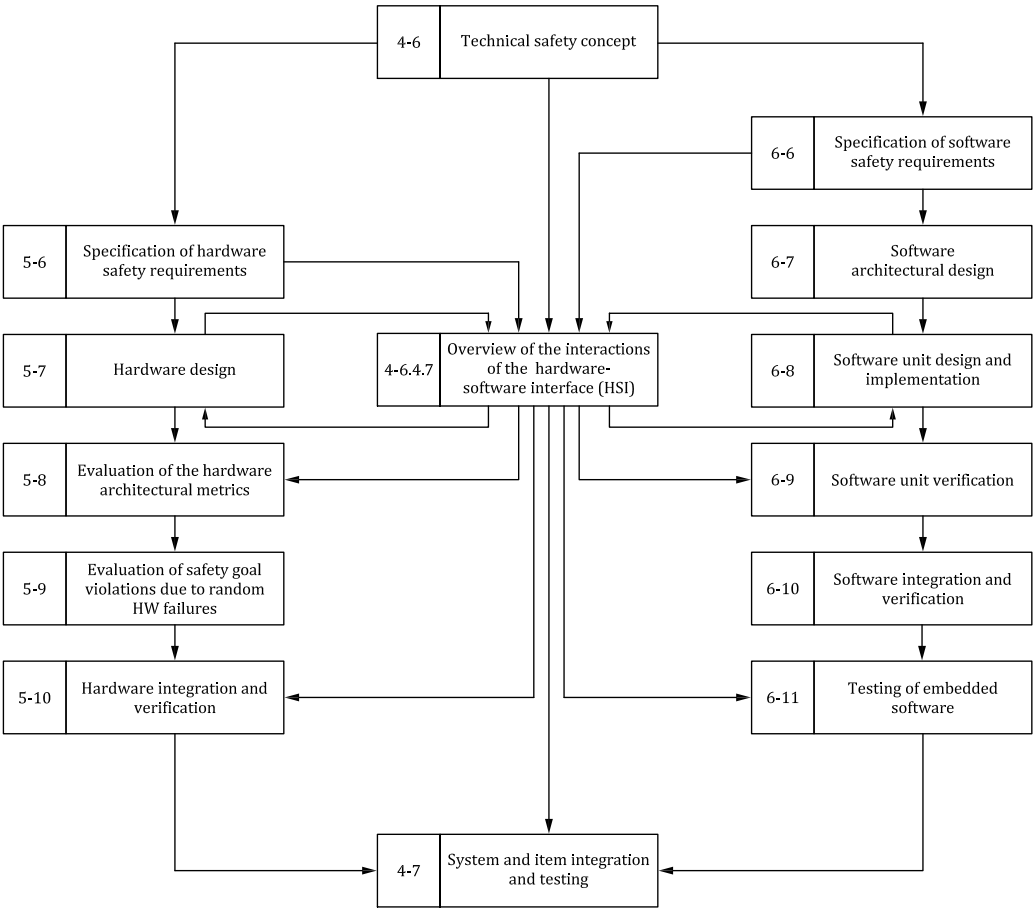 4-6
Technical safety concept
6-6
Specification of software
safety requirements
5-6
Specification of hardware
safety requirements
6-7
Software
architectural design
5-7
Hardware design
4-6.4.7
Overview of the interactions
of the hardware-
software interface (HSI)
6-8
Software unit design and
implementation
5-8
Evaluation of the hardware
architectural metrics
6-9
Software unit verification
5-9
Evaluation of safety goal
violations due to random
HW failures
6-10
Software integration and
verification
5-10
Hardware integration and
verification
6-11
Testing of embedded
software
4-7
System and item integration
and testing